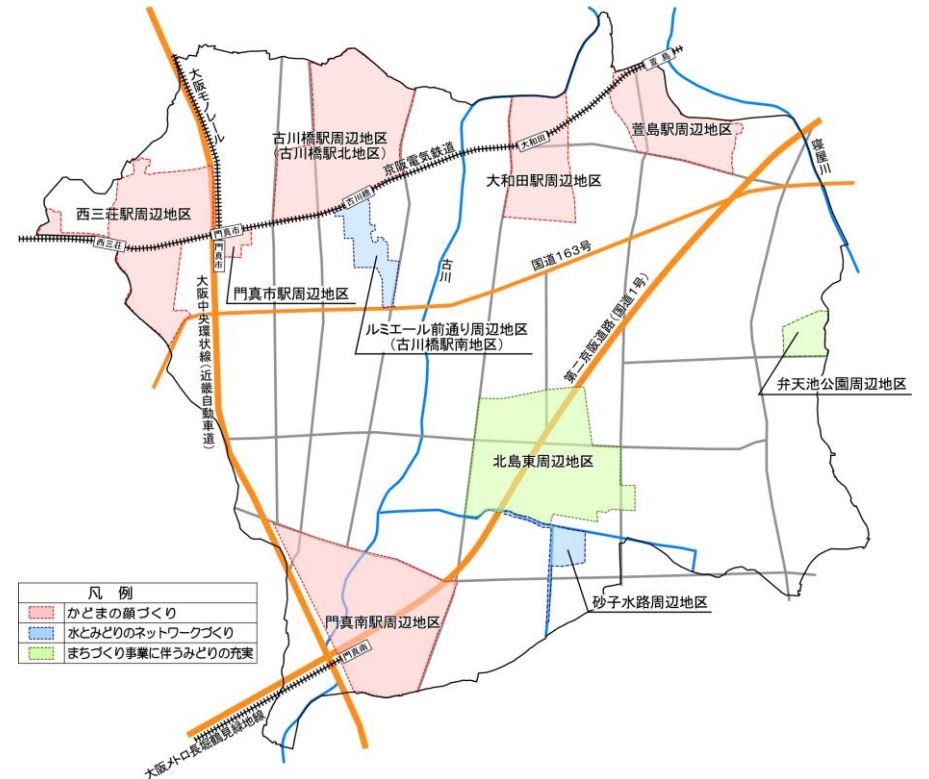 大阪モノレール
古川橋駅周辺地区
(古川橋駅北地区)
京阪電気鉄道
萱島
萱島駅周辺地区
大和田
大和田駅周辺地区
寝屋川
西三荘駅周辺地区
古川橋
西三荘
門真市
門真市
門真市駅周辺地区
古川
国道163号
ルミエール前通り周辺地区
(古川橋駅南地区)
大阪中央環状線(近畿自動車道)
第二京阪道路(国道1号)
弁天池公園周辺地区
北島東周辺地区
砂子水路周辺地区
門真南駅周辺地区
門真南
大阪メトロ長堀鶴見緑地線
凡 例
かどまの顔づくり
水とみどりのネットワークづくり
まちづくり事業に伴うみどりの充実